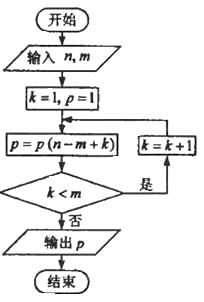 开始
输入 n, m
k=1, p=1
p=p(n-m+k)
k=k+1
k<m
是
否
输出 p
结束